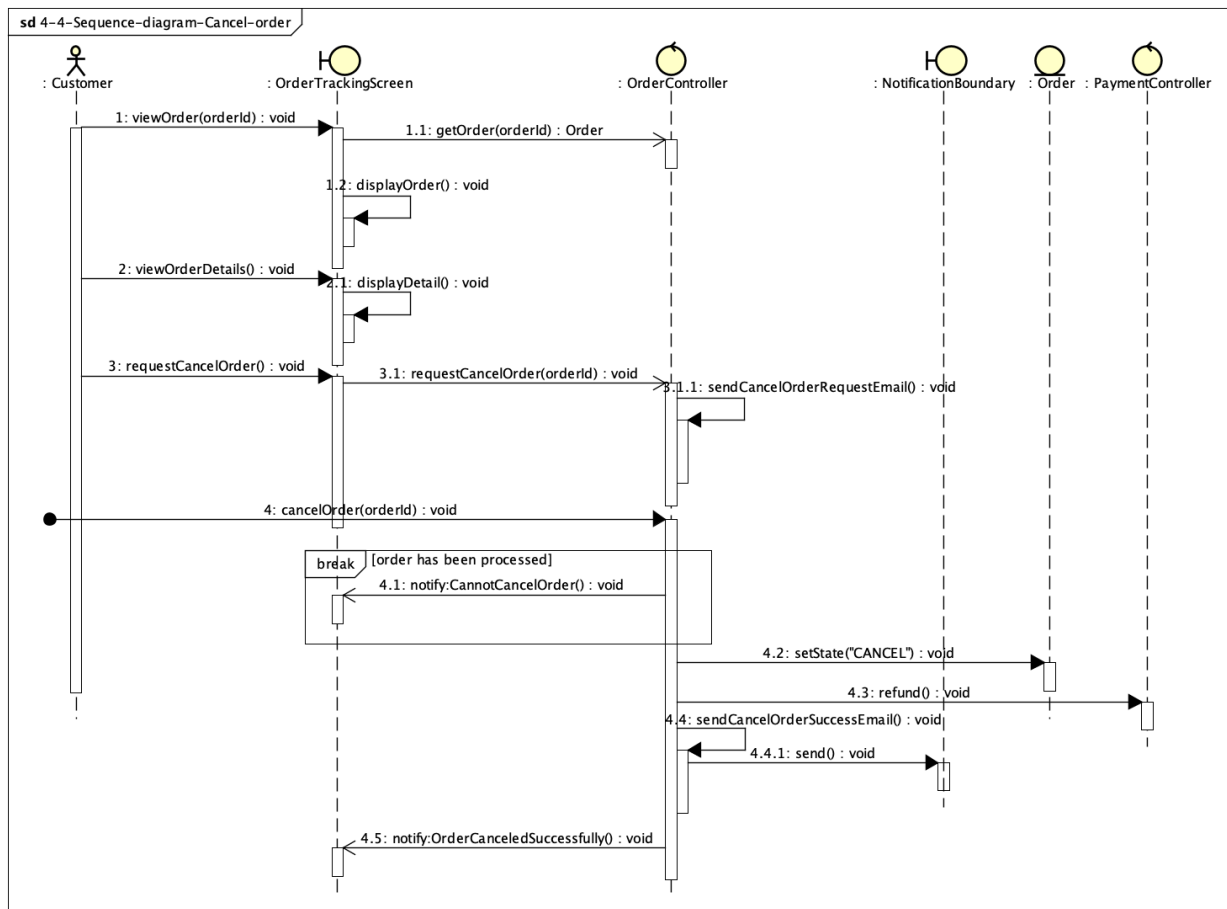 sd 4-4-Sequence-diagram-Cancel-order
: Customer
: OrderTrackingScreen
: OrderController
: NotificationBoundary
: Order
: PaymentController
1: viewOrder(orderId) : void
1.1: getOrder(orderId) : Order
1.2: displayOrder() : void
2: viewOrderDetails() : void
2.1: displayDetail() : void
3: requestCancelOrder() : void
3.1: requestCancelOrder(orderId) : void
3.1.1: sendCancelOrderRequestEmail() : void
4: cancelOrder(orderId) : void
break [order has been processed]
4.1: notify:CannotCancelOrder() : void
4.2: setState("CANCEL") : void
4.3: refund() : void
4.4: sendCancelOrderSuccessEmail() : void
4.4.1: send() : void
4.5: notify:OrderCanceledSuccessfully() : void